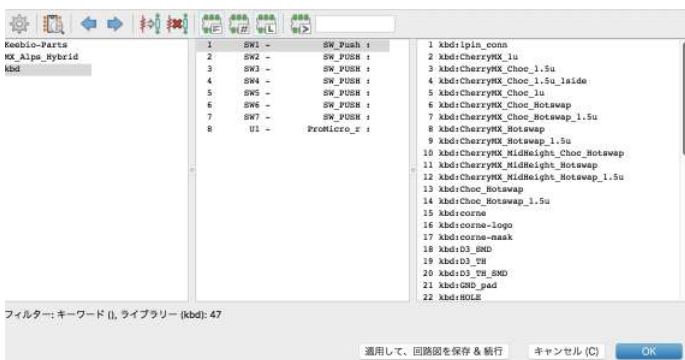 Keebio-Parts
MX_Alps_Hybrid
kbd
1 SW1 - SW_Push :
2 SW2 - SW_PUSH :
3 SW3 - SW_PUSH :
4 SW4 - SW_PUSH :
5 SW5 - SW_PUSH :
6 SW6 - SW_PUSH :
7 SW7 - SW_PUSH :
8 U1 - ProMicro_r :
1 kbd:1pin_conn
2 kbd:CherryMX_1u
3 kbd:CherryMX_Choc_1.5u
4 kbd:CherryMX_Choc_1.5u_1side
5 kbd:CherryMX_Choc_1u
6 kbd:CherryMX_Choc_Hotswap
7 kbd:CherryMX_Choc_Hotswap_1.5u
8 kbd:CherryMX_Hotswap
9 kbd:CherryMX_Hotswap_1.5u
10 kbd:CherryMX_MidHeight_Choc_Hotswap
11 kbd:CherryMX_MidHeight_Hotswap
12 kbd:CherryMX_MidHeight_Hotswap_1.5u
13 kbd:Choc_Hotswap
14 kbd:Choc_Hotswap_1.5u
15 kbd:corne
16 kbd:corne-logo
17 kbd:corne-mask
18 kbd:D3_SMD
19 kbd:D3_TH
20 kbd:D3_TH_SMD
21 kbd:GND_pad
22 kbd:HOLE
フィルター: キーワード (), ライブラリー (kbd): 47
適用して、回路図を保存 & 続行
キャンセル (C)
OK